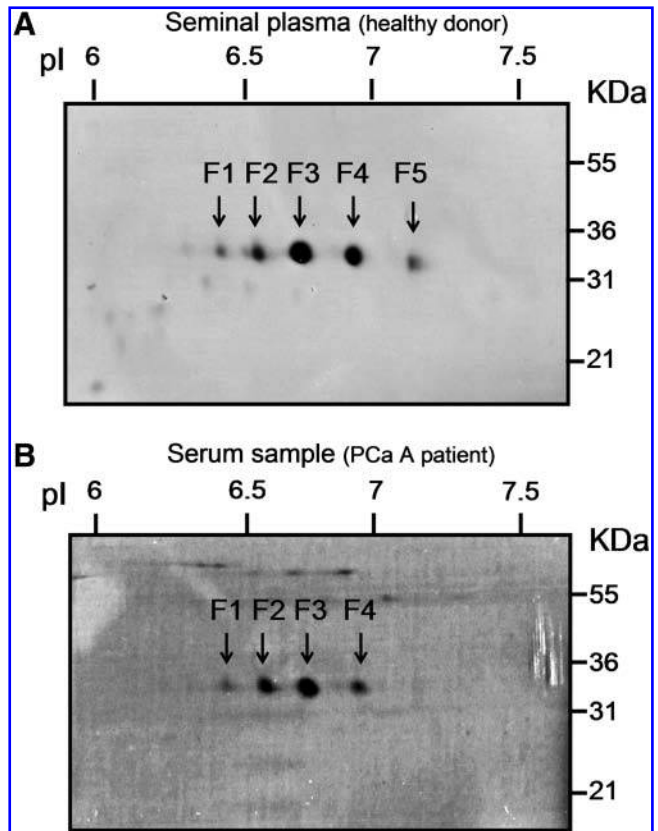 A Seminal plasma (healthy donor)
pI 6 6.5 7 7.5
KDa
55
F1 F2 F3 F4 F5
36
31
21
B Serum sample (PCa A patient)
pI 6 6.5 7 7.5
KDa
55
F1 F2 F3 F4
36
31
21